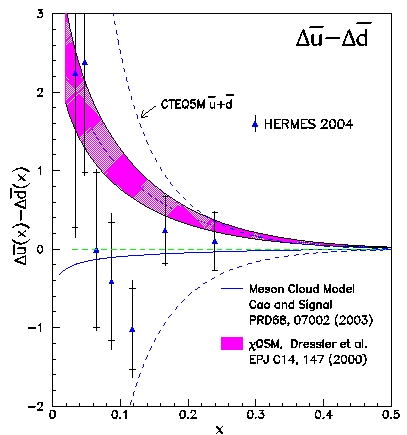 Δu̅−Δd̅
CTEQ5M u̅+d̅
HERMES 2004
Δu̅(x)−Δd̅(x)
3
2
1
0
-1
-2
Meson Cloud Model
Cao and Signal
PRD68, 07002 (2003)
χQSM, Dressler et al.
EPJ C14, 147 (2000)
0
0.1
0.2
0.3
0.4
0.5
x